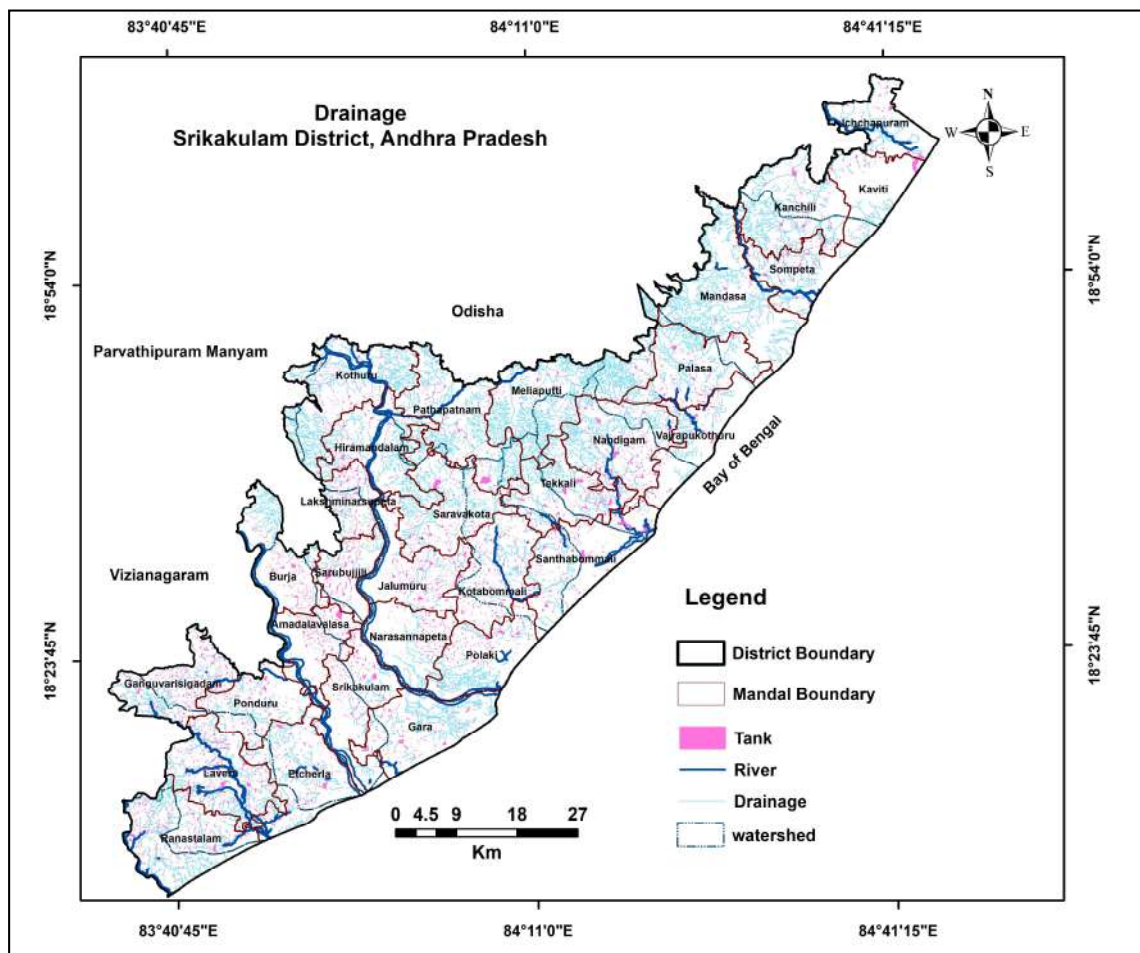 83°40'45"E
84°11'0"E
84°41'15"E
Drainage
Srikakulam District, Andhra Pradesh
N
W
E
S
Ichchapuram
Kaviti
Kanchili
Sompeta
18°54'0"N
18°54'0"N
Mandasa
Odisha
Parvathipuram Manyam
Palasa
Kothuru
Meliaputti
Pathapatnam
Vajrapukothuru
Nandigam
Hiramandalam
Bay of Bengal
Tekkali
Lakshminarsupeta
Saravakota
Santhabommali
Vizianagaram
Burja
Sarubujjili
Jalumuru
Kotabommali
Legend
Amadalavalasa
Narasannapeta
Polaki
District Boundary
18°23'45"N
18°23'45"N
Ganguvarisigadam
Srikakulam
Mandal Boundary
Ponduru
Gara
Tank
Laveru
Etcherla
River
Drainage
0 4.5 9 18 27
Km
watershed
Ranastalam
83°40'45"E
84°11'0"E
84°41'15"E